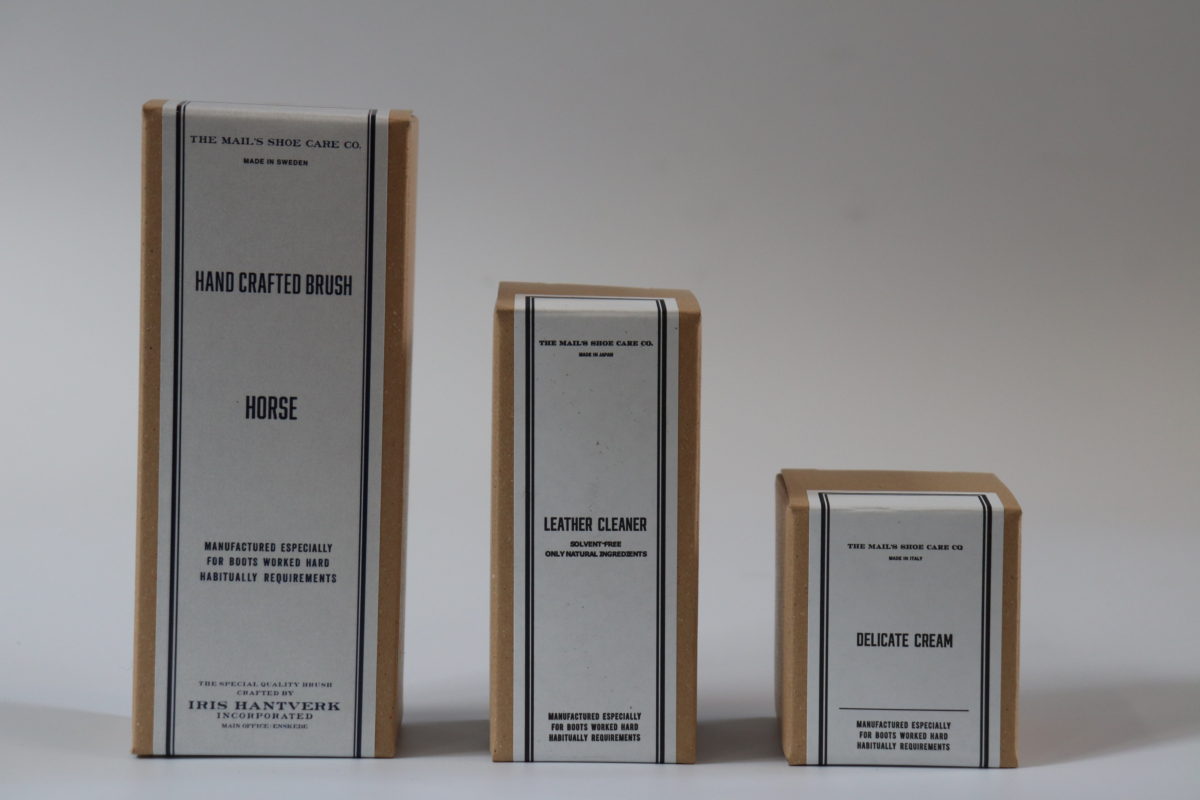 THE MAIL'S SHOE CARE CO.
MADE IN SWEDEN
HAND CRAFTED BRUSH
HORSE
MANUFACTURED ESPECIALLY
FOR BOOTS WORKED HARD
HABITUALLY REQUIREMENTS
THE SPECIAL QUALITY BRUSH
CRAFTED BY
IRIS HANTVERK
INCORPORATED
MAIN OFFICE-ENSKEDE
THE MAIL'S SHOE CARE CO.
MADE IN JAPAN
LEATHER CLEANER
SOLVENT-FREE
ONLY NATURAL INGREDIENTS
MANUFACTURED ESPECIALLY
FOR BOOTS WORKED HARD
HABITUALLY REQUIREMENTS
THE MAIL'S SHOE CARE CO
MADE IN ITALY
DELICATE CREAM
MANUFACTURED ESPECIALLY
FOR BOOTS WORKED HARD
HABITUALLY REQUIREMENTS